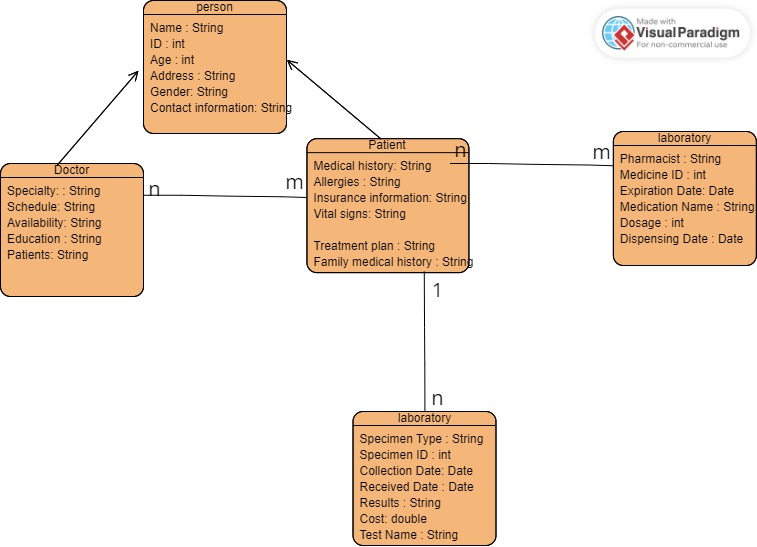 person
Name : String
ID : int
Age : int
Address : String
Gender: String
Contact information: String
Made with
Visual Paradigm
For non-commercial use
Doctor
Specialty: : String
Schedule: String
Availability: String
Education : String
Patients: String
n
m
Patient
Medical history: String
Allergies : String
Insurance information: String
Vital signs: String
Treatment plan : String
Family medical history : String
n
m
laboratory
Pharmacist : String
Medicine ID : int
Expiration Date: Date
Medication Name : String
Dosage : int
Dispensing Date : Date
1
n
laboratory
Specimen Type : String
Specimen ID : int
Collection Date: Date
Received Date : Date
Results : String
Cost: double
Test Name : String